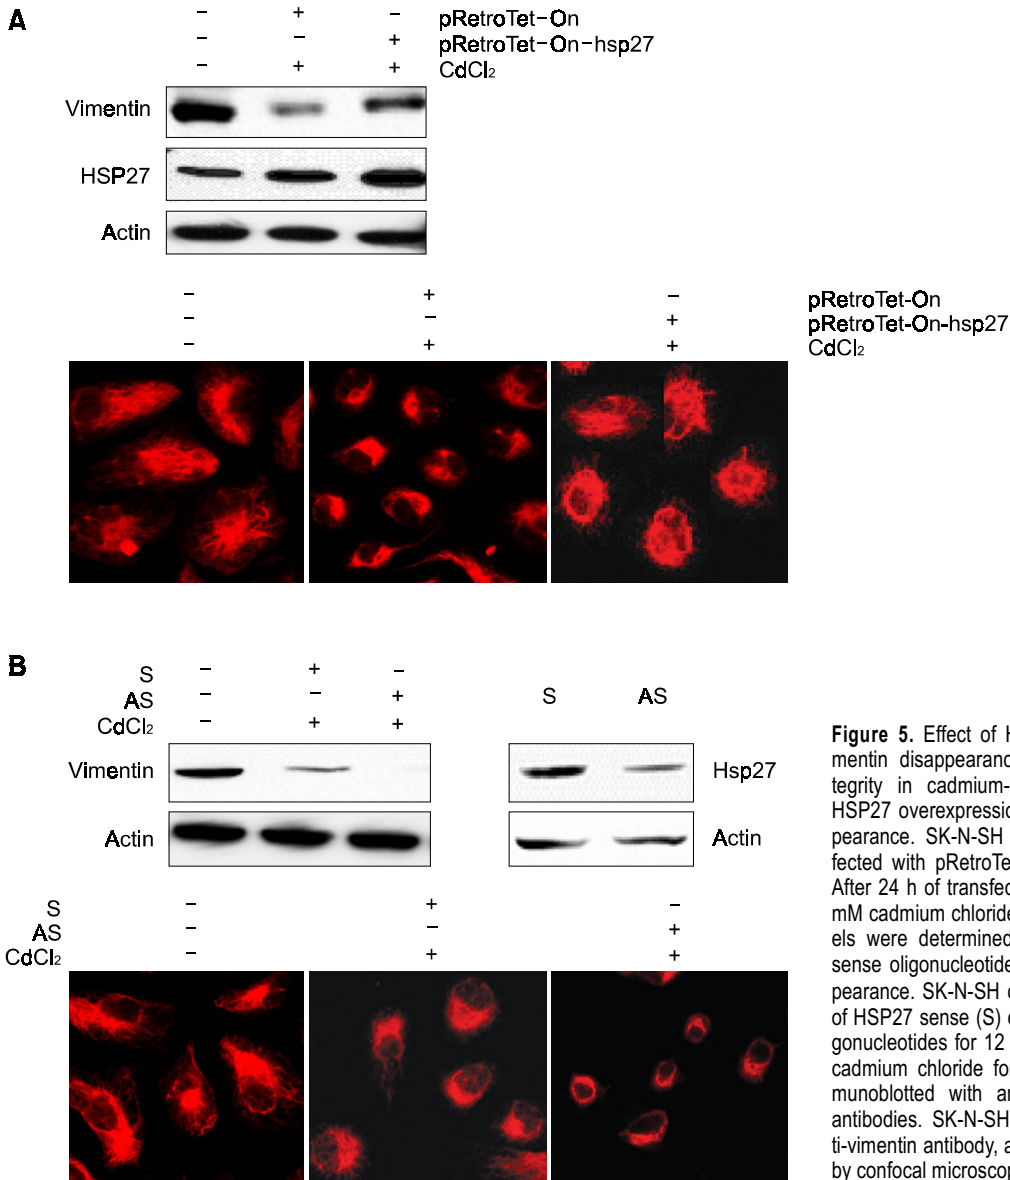 A
− + − pRetroTet−On
− − + pRetroTet−On−hsp27
− + + CdCl₂
Vimentin
HSP27
Actin
− + − pRetroTet-On
− − + pRetroTet-On-hsp27
− + + CdCl₂
B
S − + −
AS − − +
CdCl₂ − + +
S AS
Vimentin
Hsp27
Actin
Actin
S − + −
AS − − +
CdCl₂ − + +
Figure 5. Effect of H
mentin disappearanc
tegrity in cadmium-
HSP27 overexpression
pearance. SK-N-SH
fected with pRetroTe
After 24 h of transfec
mM cadmium chloride
els were determined
sense oligonucleotide
pearance. SK-N-SH c
of HSP27 sense (S) o
gonucleotides for 12
cadmium chloride for
munoblotted with an
antibodies. SK-N-SH
ti-vimentin antibody, a
by confocal microscop